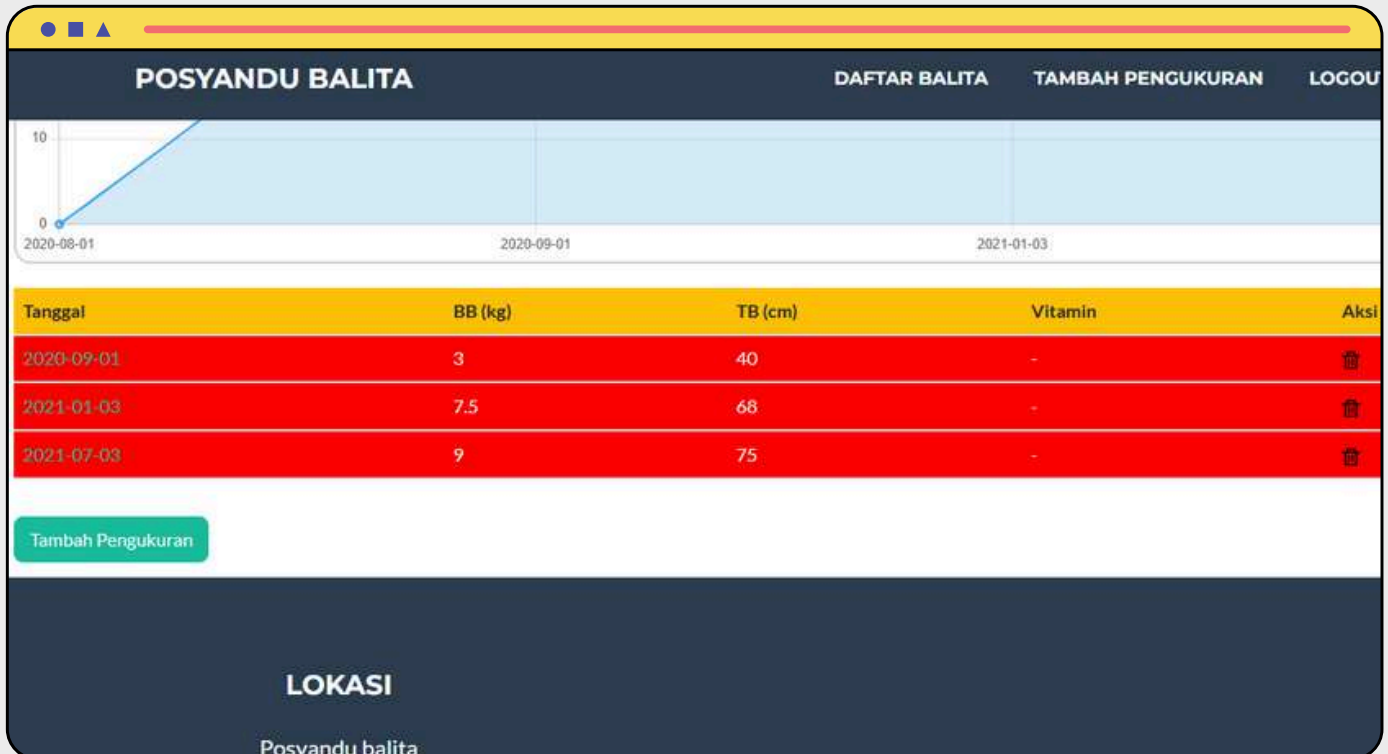 POSYANDU BALITA DAFTAR BALITA TAMBAH PENGUKURAN LOGOU
10
0
2020-08-01 2020-09-01 2021-01-03
Tanggal BB (kg) TB (cm) Vitamin Aksi
2020-09-01 3 40 -
2021-01-03 7.5 68 -
2021-07-03 9 75 -
Tambah Pengukuran
LOKASI
Posyandu balita